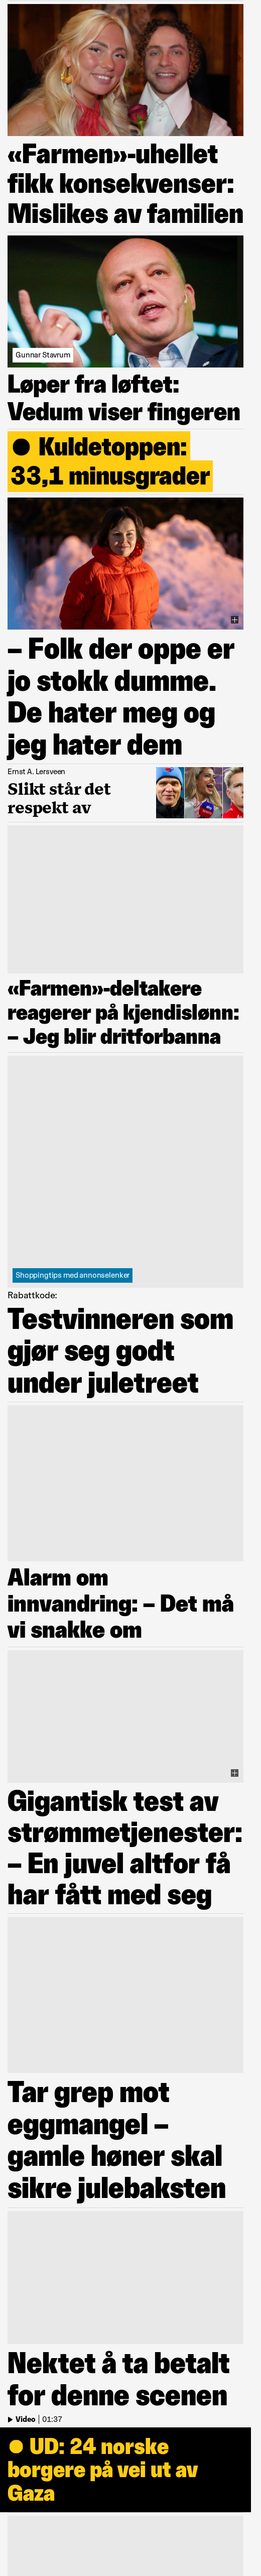 «Farmen»-uhellet
fikk konsekvenser:
Mislikes av familien
Gunnar Stavrum
Løper fra løftet:
Vedum viser fingeren
Kuldetoppen:
33,1 minusgrader
– Folk der oppe er
jo stokk dumme.
De hater meg og
jeg hater dem
Ernst A. Lersveen
Slikt står det
respekt av
«Farmen»-deltakere
reagerer på kjendislønn:
– Jeg blir dritforbanna
Shoppingtips med annonselenker
Rabattkode:
Testvinneren som
gjør seg godt
under juletreet
Alarm om
innvandring: – Det må
vi snakke om
Gigantisk test av
strømmetjenester:
– En juvel altfor få
har fått med seg
Tar grep mot
eggmangel –
gamle høner skal
sikre julebaksten
Nektet å ta betalt
for denne scenen
Video | 01:37
UD: 24 norske
borgere på vei ut av
Gaza